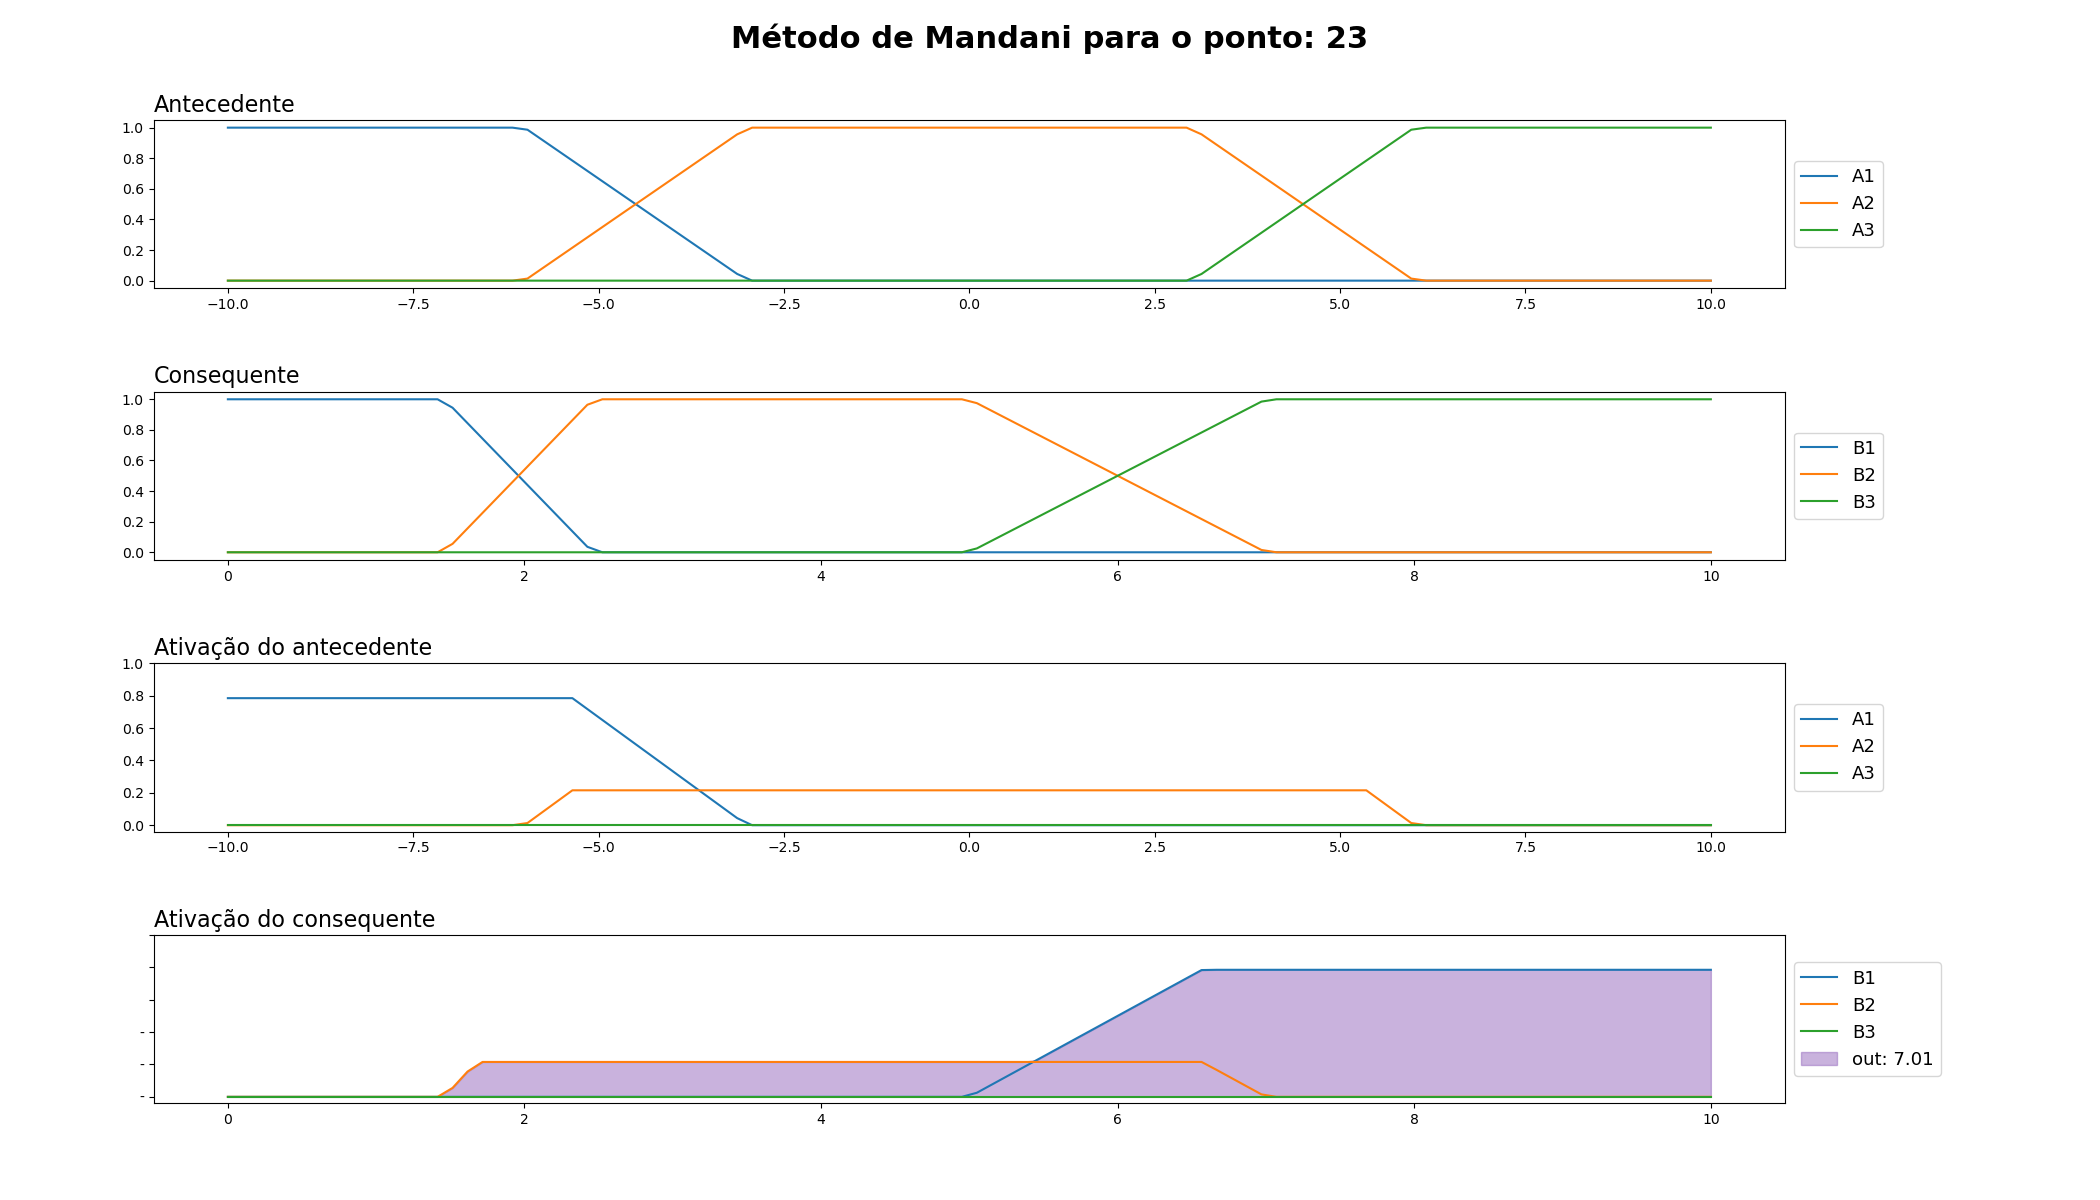 Método de Mandani para o ponto: 23
Antecedente
1.0
0.8
0.6
0.4
0.2
0.0
−10.0 −7.5 −5.0 −2.5 0.0 2.5 5.0 7.5 10.0
A1
A2
A3
Consequente
1.0
0.8
0.6
0.4
0.2
0.0
0 2 4 6 8 10
B1
B2
B3
Ativação do antecedente
1.0
0.8
0.6
0.4
0.2
0.0
−10.0 −7.5 −5.0 −2.5 0.0 2.5 5.0 7.5 10.0
A1
A2
A3
Ativação do consequente
-
-
-
0 2 4 6 8 10
B1
B2
B3
out: 7.01